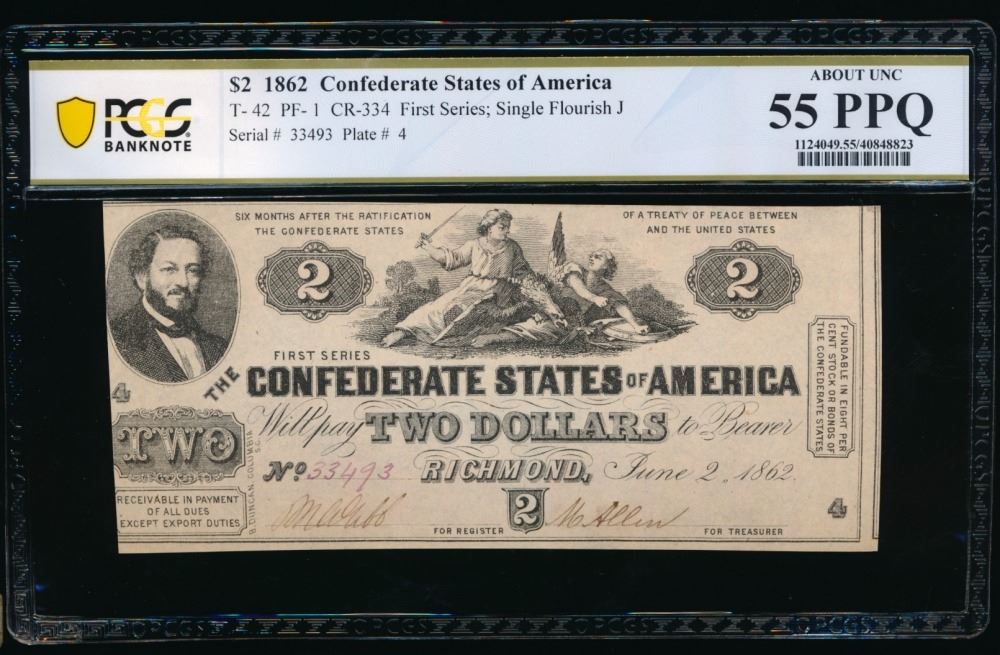 $2 1862 Confederate States of America
T- 42 PF- 1 CR-334 First Series; Single Flourish J
Serial # 33493 Plate # 4
PCGS
BANKNOTE
ABOUT UNC
55 PPQ
1124049.55/40848823
SIX MONTHS AFTER THE RATIFICATION
THE CONFEDERATE STATES
OF A TREATY OF PEACE BETWEEN
AND THE UNITED STATES
2
2
FIRST SERIES
THE CONFEDERATE STATES OF AMERICA
4
Will pay TWO DOLLARS to Bearer
TWO
No 33493 RICHMOND, June 2, 1862.
FUNDABLE IN EIGHT PER
CENT STOCK OR BONDS OF
THE CONFEDERATE STATES
B. DUNCAN, COLUMBIA
S.C.
RECEIVABLE IN PAYMENT
OF ALL DUES
EXCEPT EXPORT DUTIES
2
M Allen
4
FOR REGISTER
FOR TREASURER